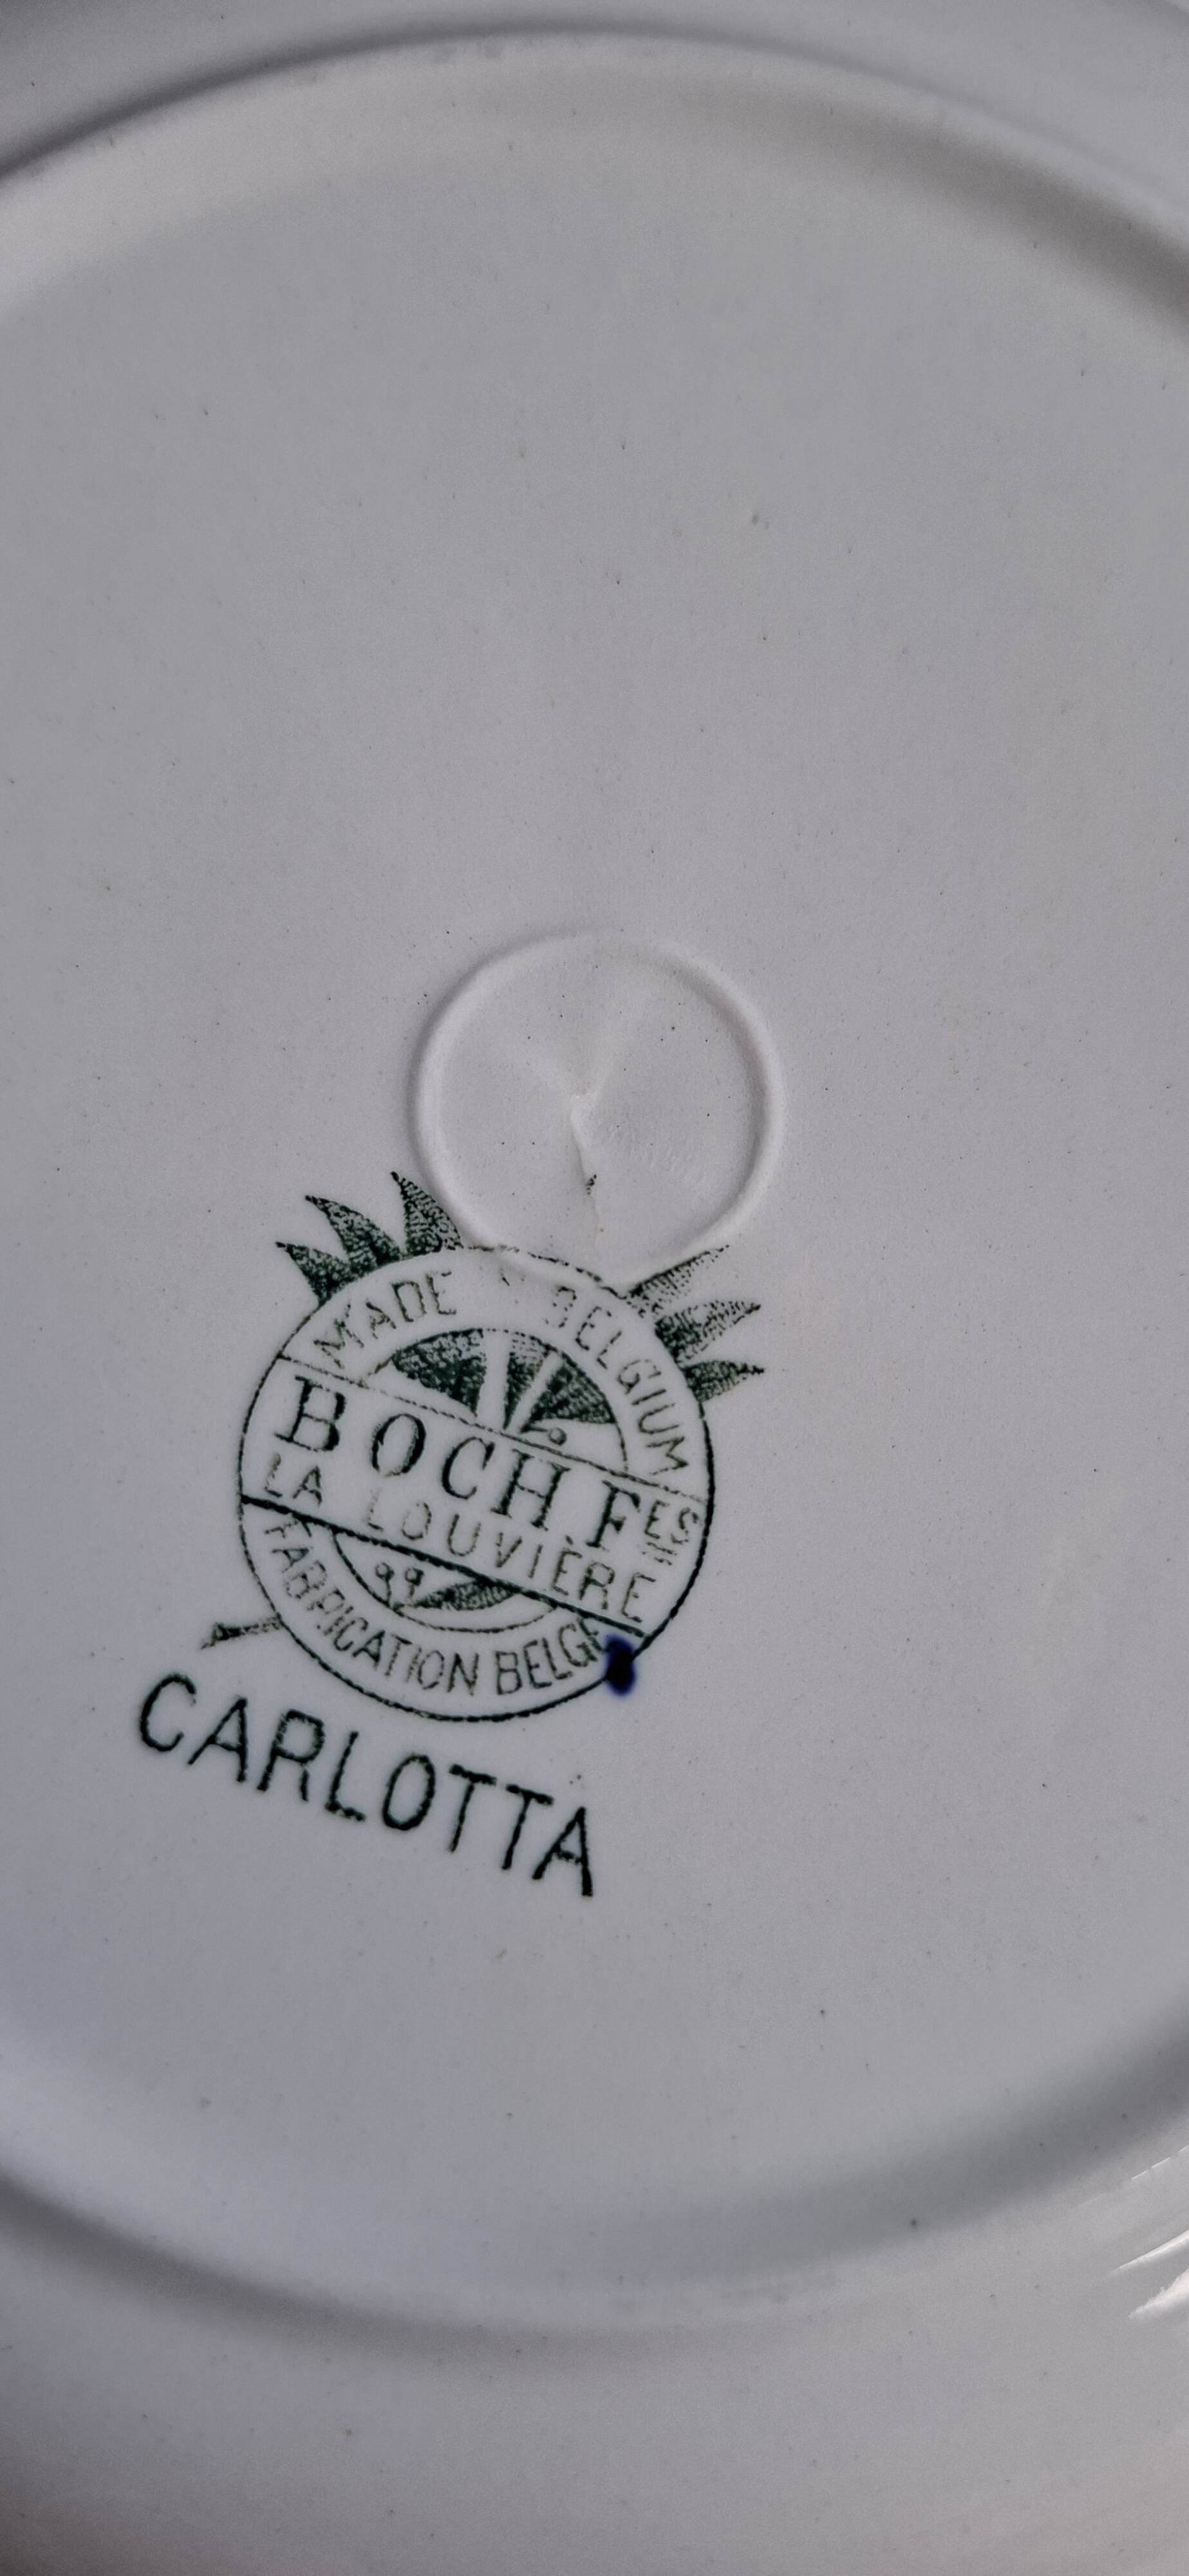 MADE BELGIUM
BOCH Fes
LA LOUVIÈRE
FABRICATION BELGE
CARLOTTA